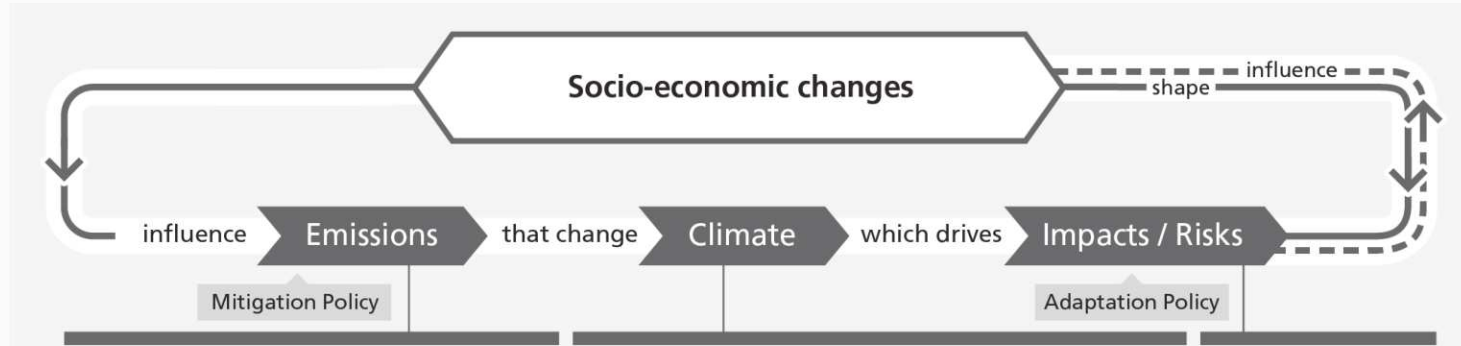 Socio-economic changes
influence
shape
influence
Emissions
that change
Climate
which drives
Impacts / Risks
Mitigation Policy
Adaptation Policy